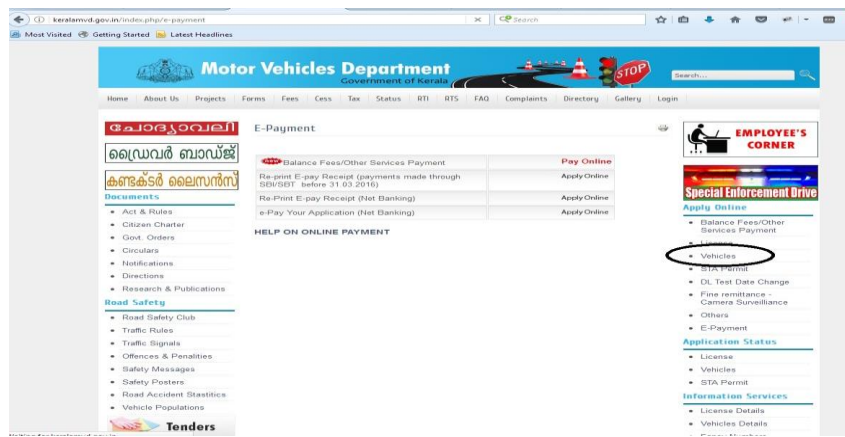 keralamvd.gov.in/index.php/e-payment
Search
Most Visited Getting Started Latest Headlines
Motor Vehicles Department
Government of Kerala
STOP
Search...
Home About Us Projects Forms Fees Cess Tax Status RTI RTS FAQ Complaints Directory Gallery Login
ചോദ്യാവലി
ഡ്രൈവർ ബാഡ്ജ്
കണ്ടക്ടർ ലൈസൻസ്
Documents
Act & Rules
Citizen Charter
Govt. Orders
Circulars
Notifications
Directions
Research & Publications
Road Safety
Road Safety Club
Traffic Rules
Traffic Signals
Offences & Penalities
Safety Messages
Safety Posters
Road Accident Stastitics
Vehicle Populations
Tenders
E-Payment
Balance Fees/Other Services Payment Pay Online
Re-print E-pay Receipt (payments made through
SBI/SBT before 31.03.2016) Apply Online
Re-Print E-pay Receipt (Net Banking) Apply Online
e-Pay Your Application (Net Banking) Apply Online
HELP ON ONLINE PAYMENT
EMPLOYEE'S
CORNER
Special Enforcement Drive
Apply Online
Balance Fees/Other
Services Payment
License
Vehicles
STA Permit
DL Test Date Change
Fine remittance -
Camera Surveilliance
Others
E-Payment
Application Status
License
Vehicles
STA Permit
Information Services
License Details
Vehicles Details